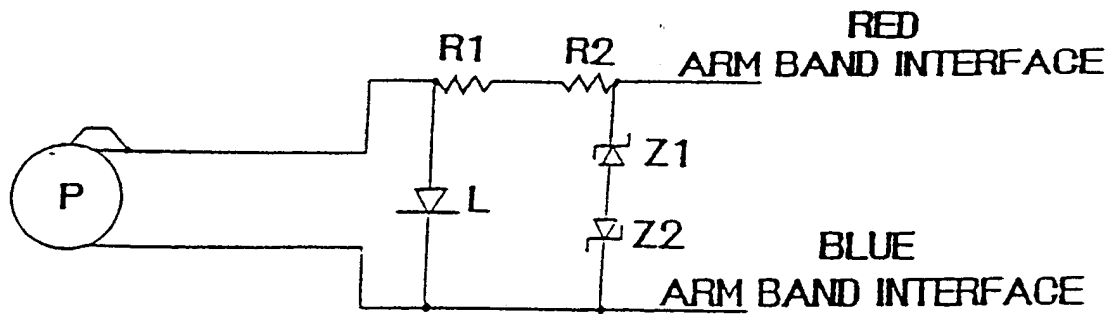 RED
ARM BAND INTERFACE
R1
R2
P
L
Z1
Z2
BLUE
ARM BAND INTERFACE